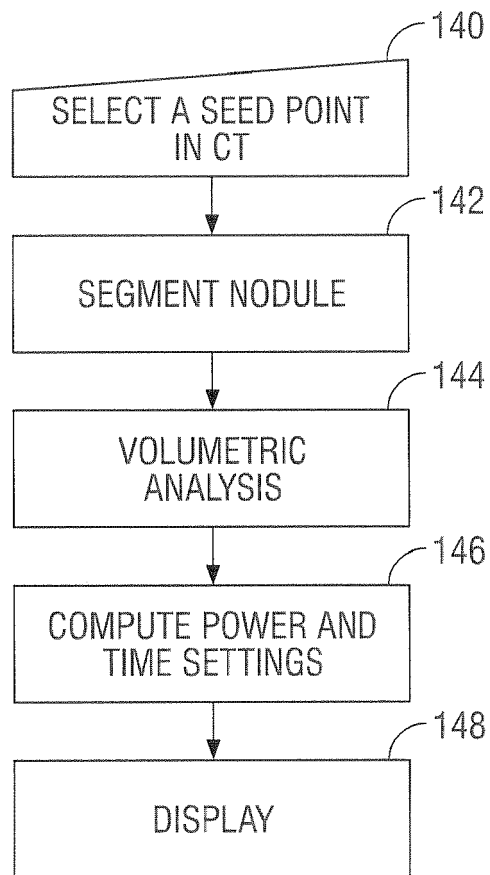 140
SELECT A SEED POINT
IN CT
142
SEGMENT NODULE
144
VOLUMETRIC
ANALYSIS
146
COMPUTE POWER AND
TIME SETTINGS
148
DISPLAY